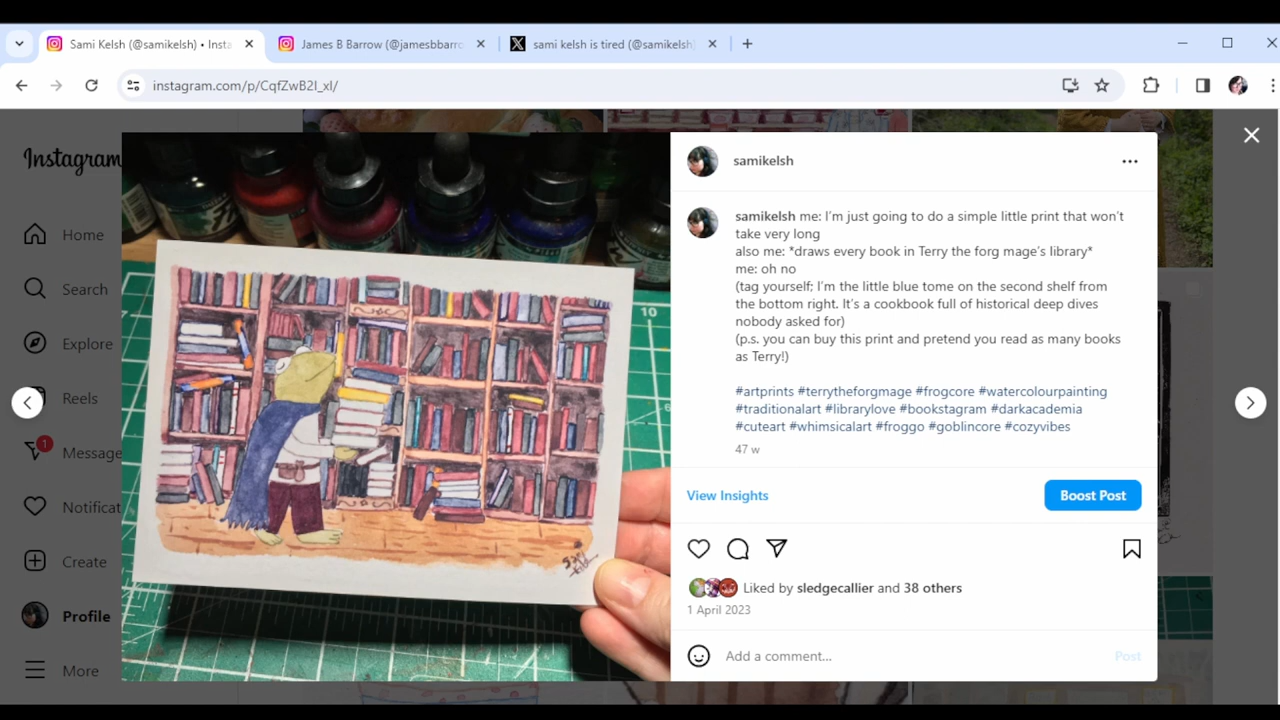 Sami Kelsh (@samikelsh) • Insta
James B Barrow (@jamesbbarro
sami kelsh is tired (@samikelsh)
instagram.com/p/CqfZwB2I_xI/
Instagram
Home
Search
Explore
Reels
1
Message
Notificat
Create
Profile
More
10
samikelsh
samikelsh me: I'm just going to do a simple little print that won't
take very long
also me: *draws every book in Terry the forg mage's library*
me: oh no
(tag yourself; I'm the little blue tome on the second shelf from
the bottom right. It's a cookbook full of historical deep dives
nobody asked for)
(p.s. you can buy this print and pretend you read as many books
as Terry!)
#artprints #terrytheforgmage #frogcore #watercolourpainting
#traditionalart #librarylove #bookstagram #darkacademia
#cuteart #whimsicalart #froggo #goblincore #cozyvibes
47 w
View Insights
Boost Post
Liked by sledgecallier and 38 others
1 April 2023
Add a comment...
Post